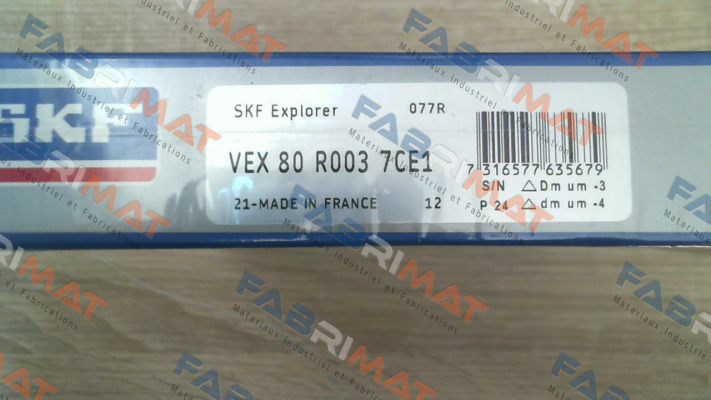 SKF
SKF Explorer 077R
VEX 80 R003 7CE1
21-MADE IN FRANCE 12
7 316577 635679
S/N △Dm um -3
P 24 △dm um -4
FABRIMAT
Materiaux Industriel et Fabrications